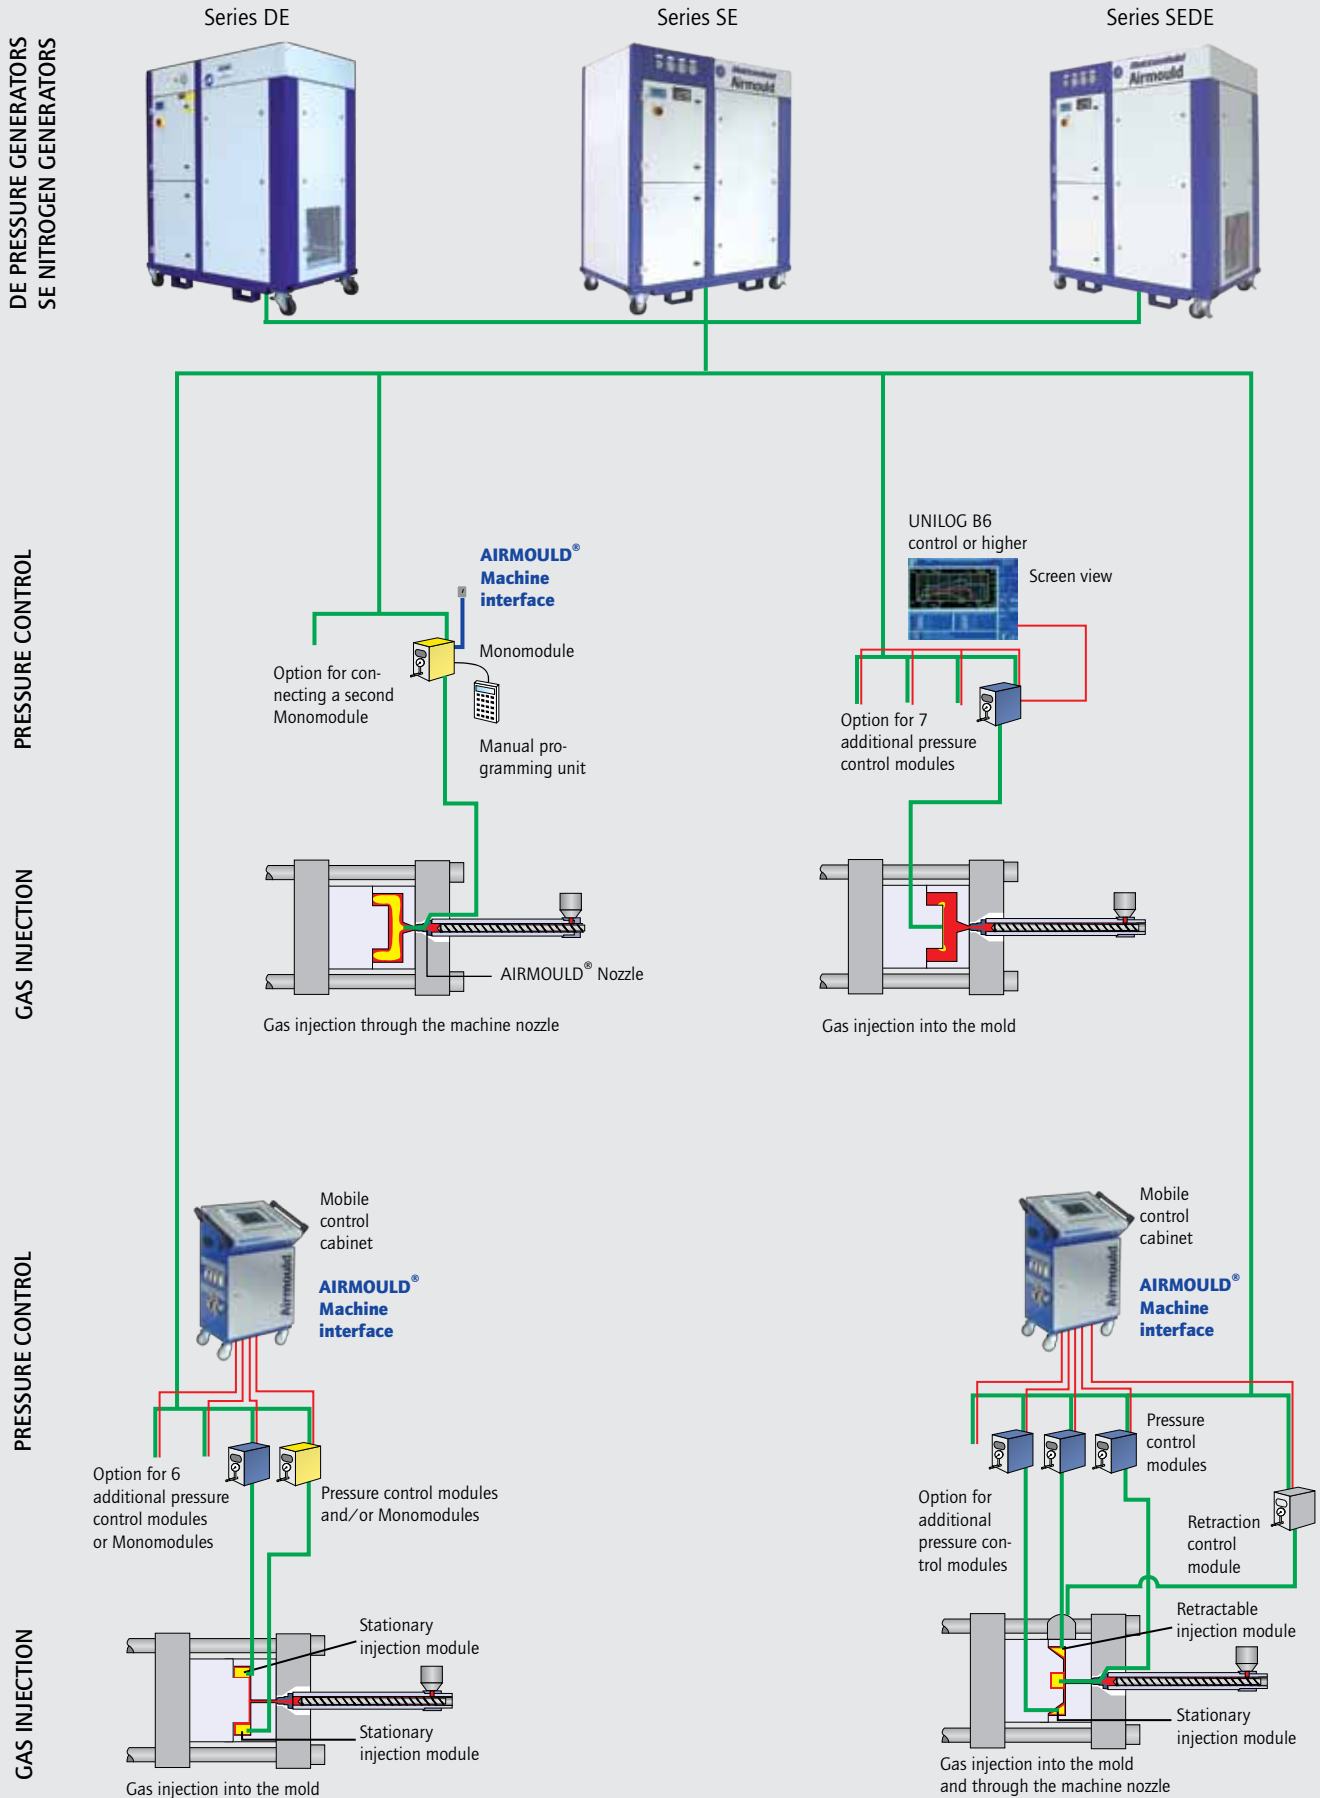 Series DE
Series SE
Series SEDE
DE PRESSURE GENERATORS
SE NITROGEN GENERATORS
Airmould
Airmould
PRESSURE CONTROL
AIRMOULD®
Machine
interface
Monomodule
Option for con-
necting a second
Monomodule
Manual pro-
gramming unit
UNILOG B6
control or higher
Screen view
Option for 7
additional pressure
control modules
GAS INJECTION
AIRMOULD® Nozzle
Gas injection through the machine nozzle
Gas injection into the mold
PRESSURE CONTROL
Mobile
control
cabinet
AIRMOULD®
Machine
interface
Airmould
Option for 6
additional pressure
control modules
or Monomodules
Pressure control modules
and/or Monomodules
Mobile
control
cabinet
AIRMOULD®
Machine
interface
Airmould
Pressure
control
modules
Option for
additional
pressure con-
trol modules
Retraction
control
module
GAS INJECTION
Stationary
injection module
Stationary
injection module
Gas injection into the mold
Retractable
injection module
Stationary
injection module
Gas injection into the mold
and through the machine nozzle